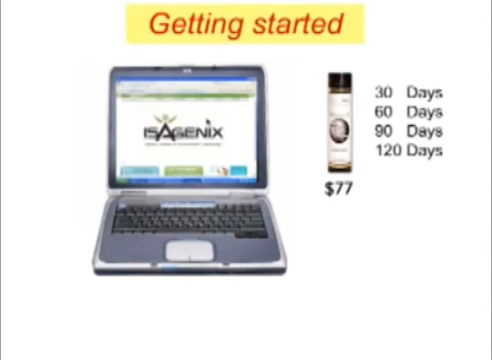 Getting started
ISAGENIX
30 Days
60 Days
90 Days
120 Days
$77